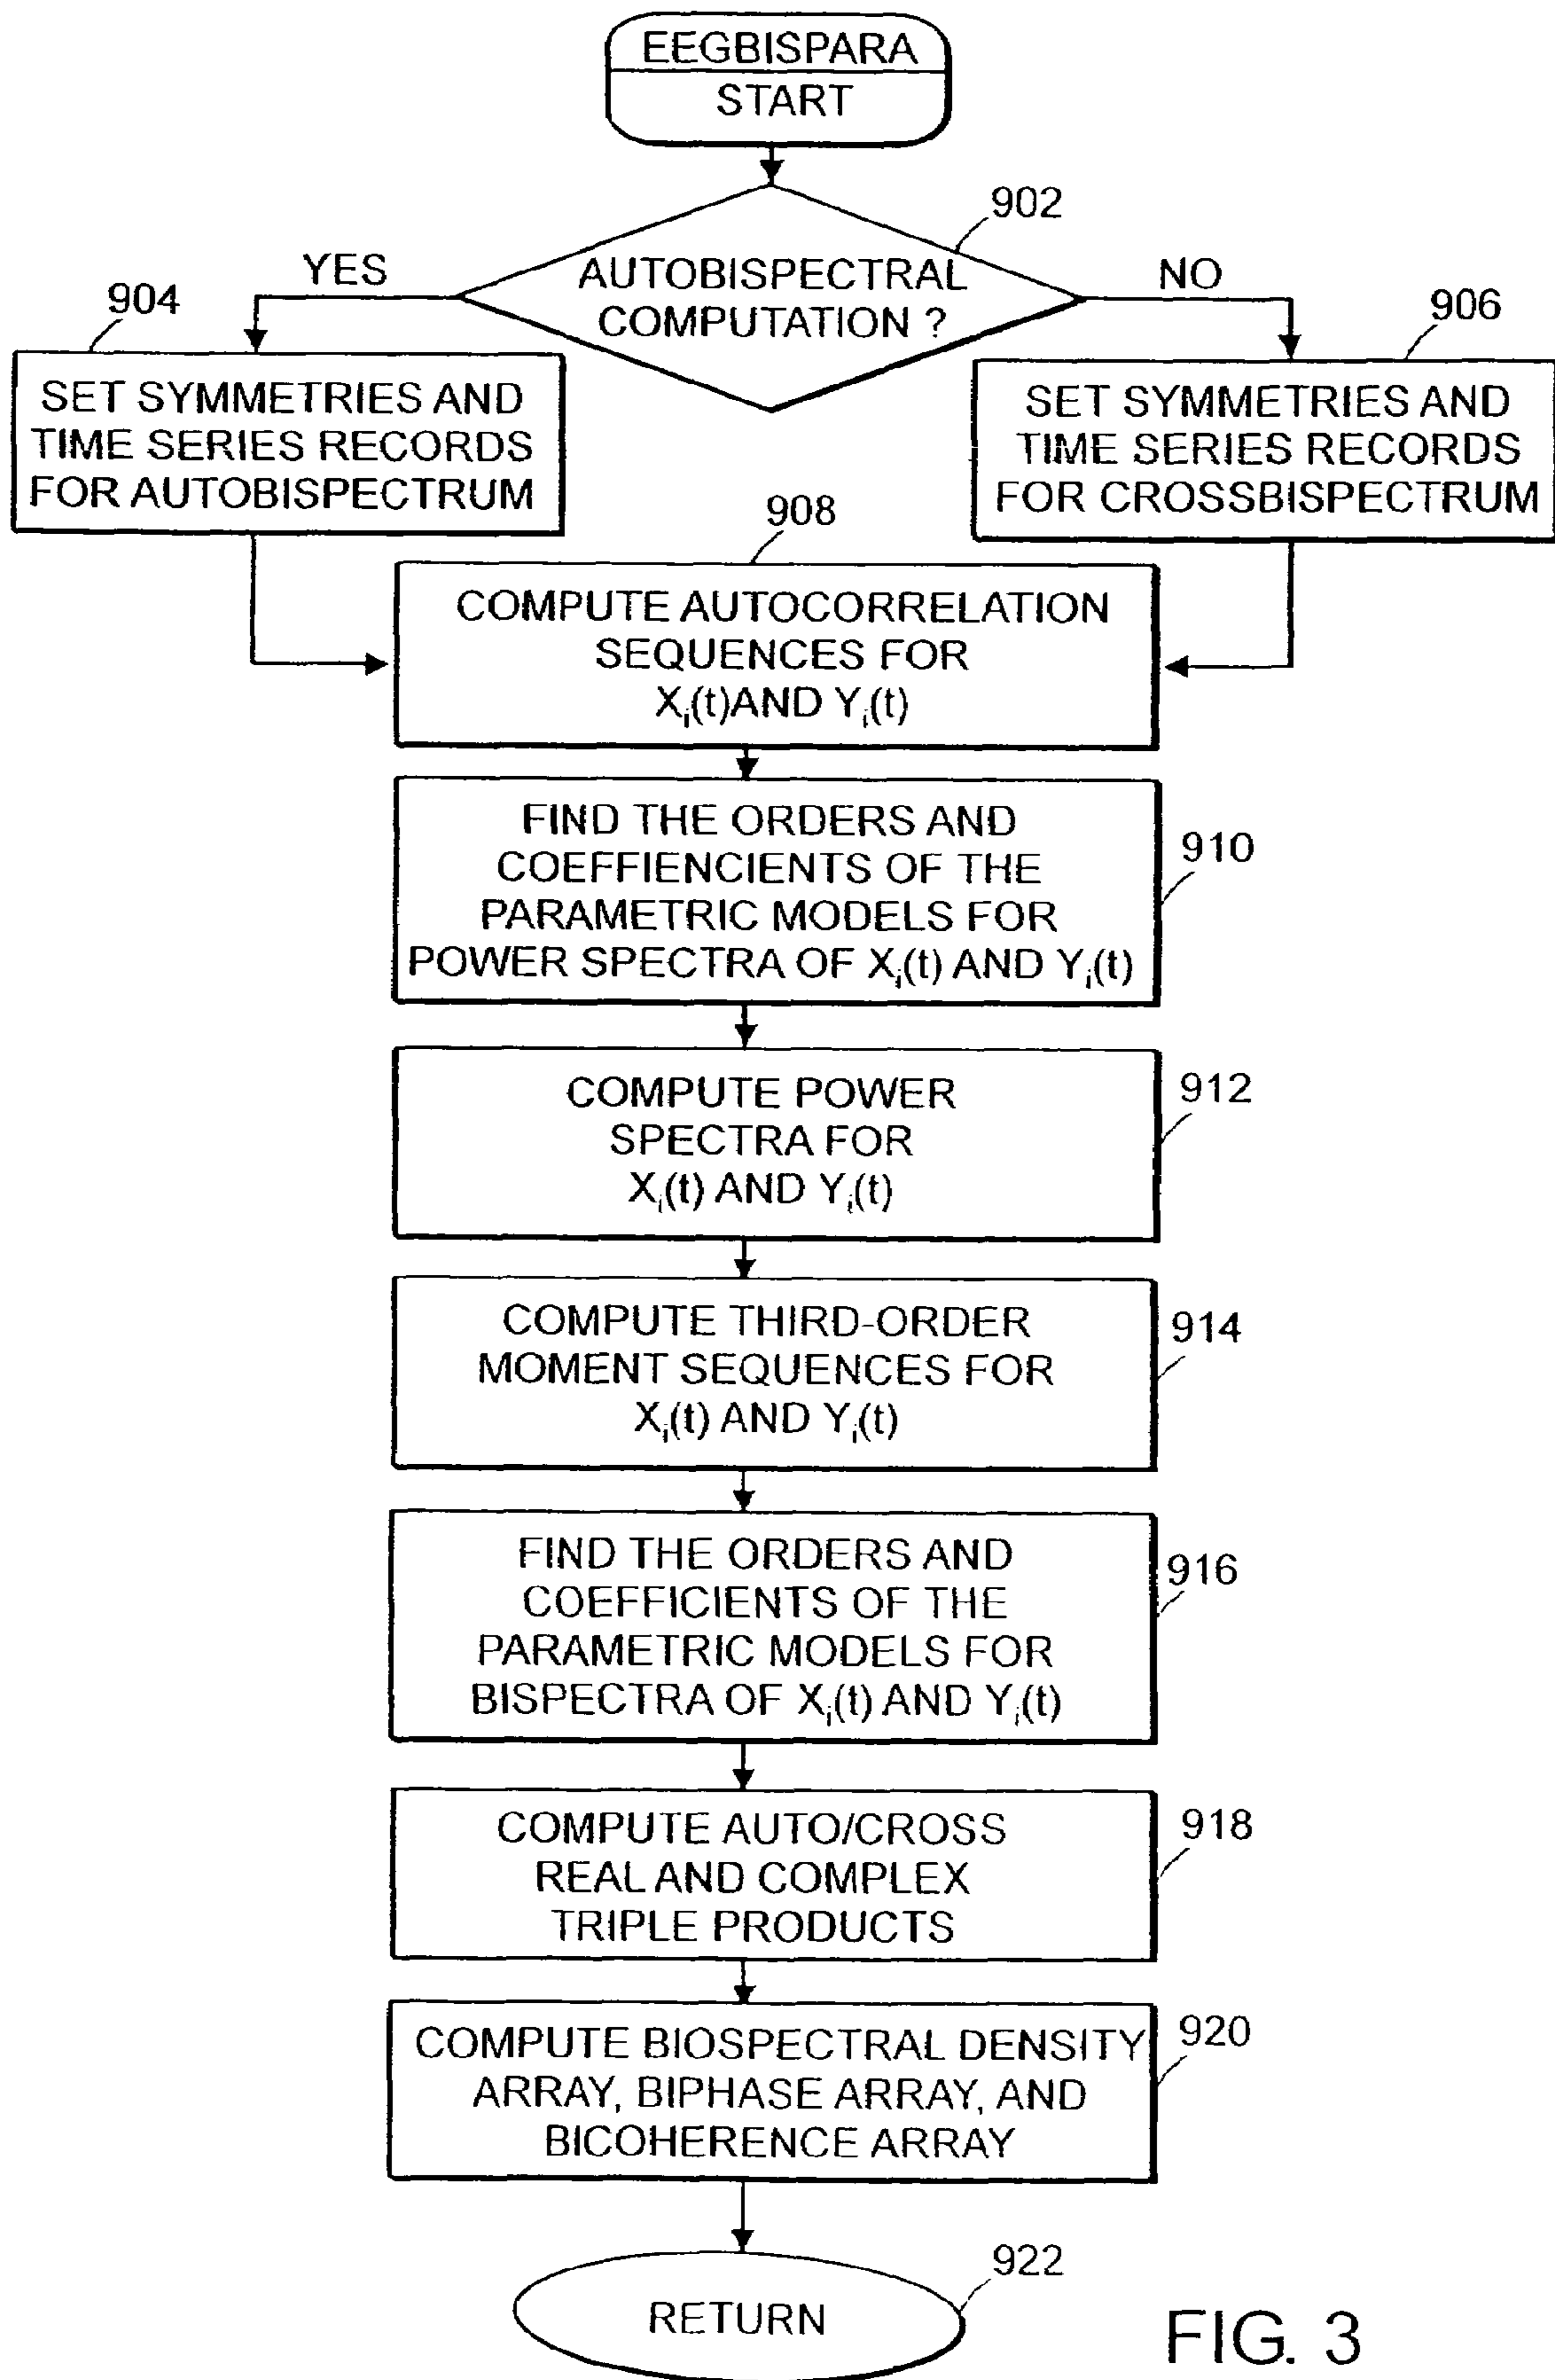 EEGBISPARA
START
902
AUTOBISPECTRAL
COMPUTATION ?
YES
NO
904
SET SYMMETRIES AND
TIME SERIES RECORDS
FOR AUTOBISPECTRUM
906
SET SYMMETRIES AND
TIME SERIES RECORDS
FOR CROSSBISPECTRUM
908
COMPUTE AUTOCORRELATION
SEQUENCES FOR
Xi(t)AND Yi(t)
910
FIND THE ORDERS AND
COEFFIENCIENTS OF THE
PARAMETRIC MODELS FOR
POWER SPECTRA OF Xi(t) AND Yi(t)
912
COMPUTE POWER
SPECTRA FOR
Xi(t) AND Yi(t)
914
COMPUTE THIRD-ORDER
MOMENT SEQUENCES FOR
Xi(t) AND Yi(t)
916
FIND THE ORDERS AND
COEFFICIENTS OF THE
PARAMETRIC MODELS FOR
BISPECTRA OF Xi(t) AND Yi(t)
918
COMPUTE AUTO/CROSS
REAL AND COMPLEX
TRIPLE PRODUCTS
920
COMPUTE BIOSPECTRAL DENSITY
ARRAY, BIPHASE ARRAY, AND
BICOHERENCE ARRAY
922
RETURN
FIG. 3